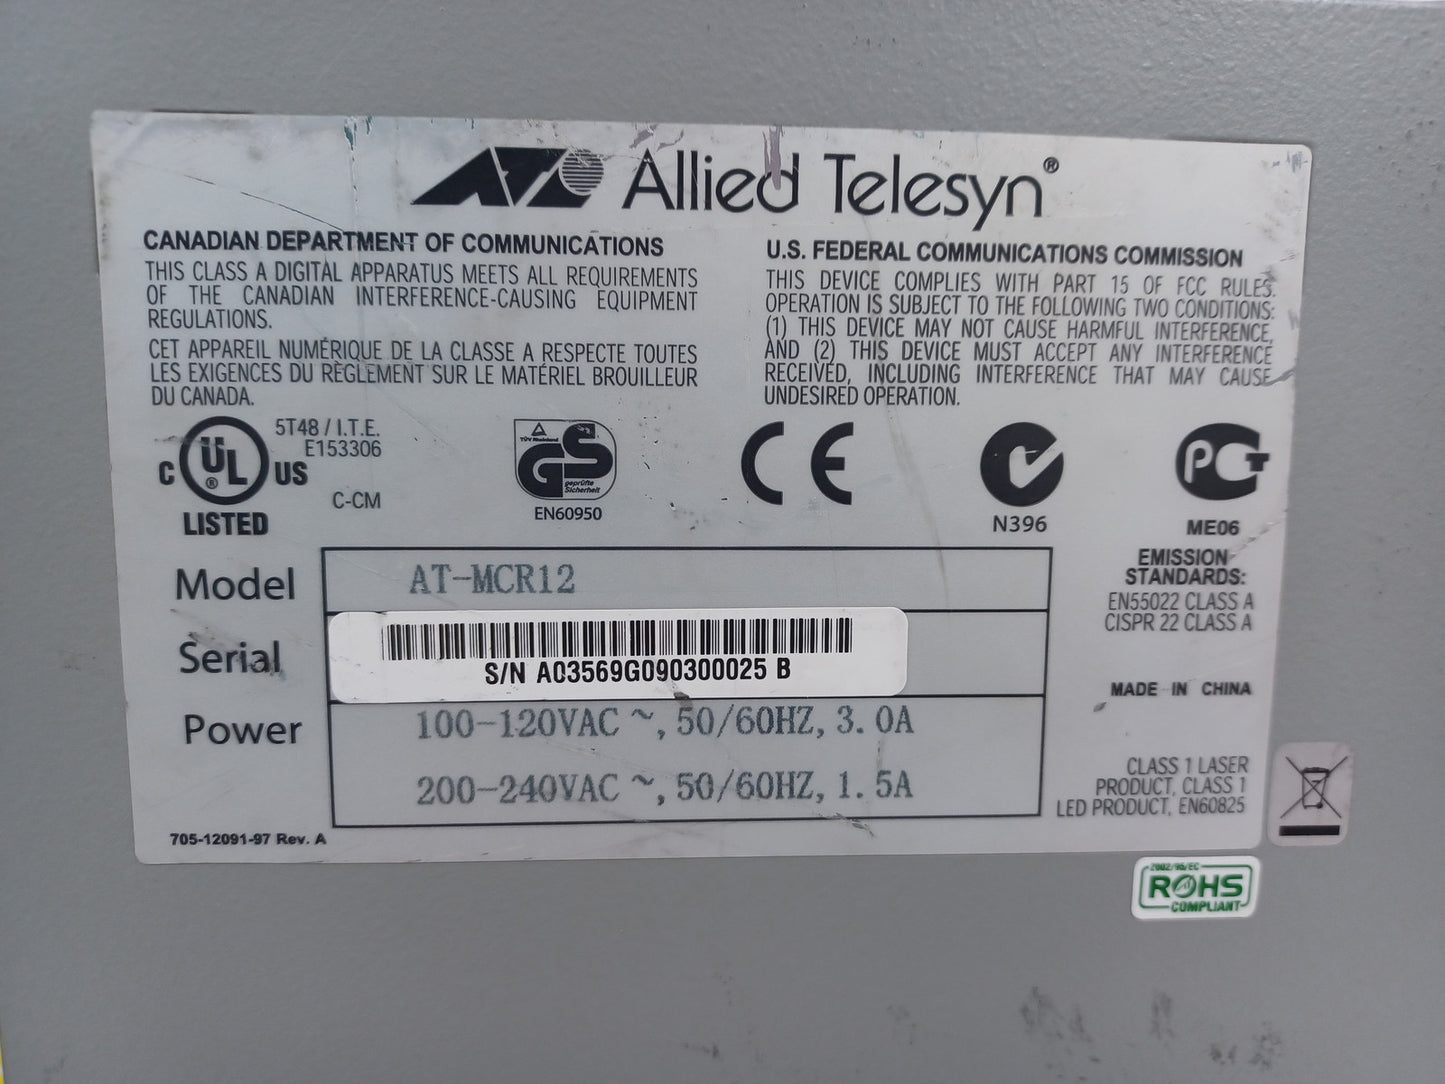 ATi Allied Telesyn®
CANADIAN DEPARTMENT OF COMMUNICATIONS
THIS CLASS A DIGITAL APPARATUS MEETS ALL REQUIREMENTS
OF THE CANADIAN INTERFERENCE-CAUSING EQUIPMENT
REGULATIONS.
CET APPAREIL NUMÉRIQUE DE LA CLASSE A RESPECTE TOUTES
LES EXIGENCES DU RÈGLEMENT SUR LE MATÉRIEL BROUILLEUR
DU CANADA.
U.S. FEDERAL COMMUNICATIONS COMMISSION
THIS DEVICE COMPLIES WITH PART 15 OF FCC RULES.
OPERATION IS SUBJECT TO THE FOLLOWING TWO CONDITIONS:
(1) THIS DEVICE MAY NOT CAUSE HARMFUL INTERFERENCE,
AND (2) THIS DEVICE MUST ACCEPT ANY INTERFERENCE
RECEIVED, INCLUDING INTERFERENCE THAT MAY CAUSE
UNDESIRED OPERATION.
C UL® US
LISTED
5T48 / I.T.E.
E153306
C-CM
TÜV Rheinland
GS
geprüfte
Sicherheit
EN60950
CE
N396
PCT
ME06
Model AT-MCR12
Serial S/N A03569G090300025 B
Power 100-120VAC ~, 50/60HZ, 3.0A
200-240VAC ~, 50/60HZ, 1.5A
705-12091-97 Rev. A
EMISSION
STANDARDS:
EN55022 CLASS A
CISPR 22 CLASS A
MADE IN CHINA
CLASS 1 LASER
PRODUCT, CLASS 1
LED PRODUCT, EN60825
2002/95/EC
ROHS
COMPLIANT